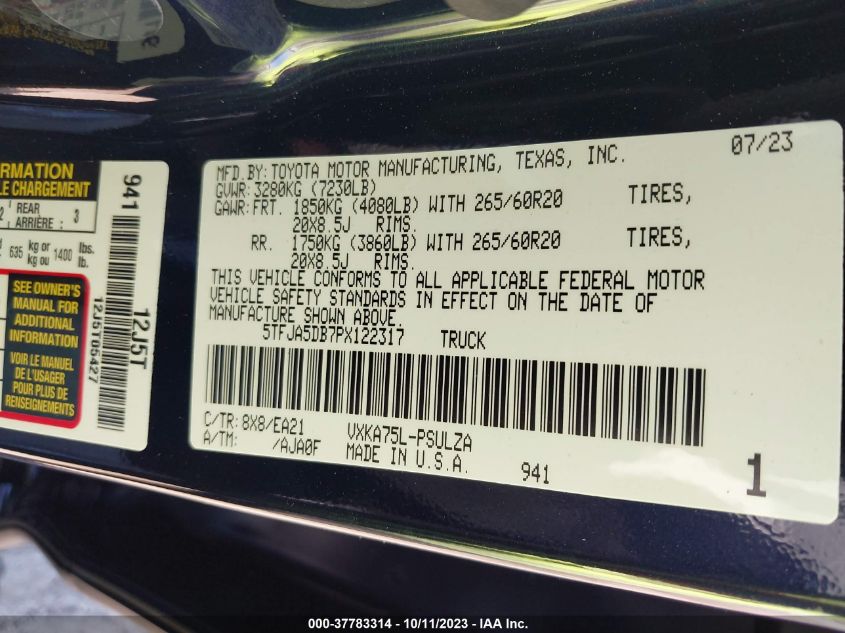 RMATION
LE CHARGEMENT
2 REAR ARRIÈRE : 3
635 kg or kg ou 1400 lbs. lb.
SEE OWNER'S
MANUAL FOR
ADDITIONAL
INFORMATION
VOIR LE MANUEL
DE L'USAGER
POUR PLUS DE
RENSEIGNEMENTS
941
12J5T
1225T05427
MFD.BY:TOYOTA MOTOR MANUFACTURING, TEXAS, INC. 07/23
GVWR:3280KG (7230LB)
GAWR:FRT. 1850KG (4080LB) WITH 265/60R20 TIRES,
20X8.5J RIMS.
RR. 1750KG (3860LB) WITH 265/60R20 TIRES,
20X8.5J RIMS.
THIS VEHICLE CONFORMS TO ALL APPLICABLE FEDERAL MOTOR
VEHICLE SAFETY STANDARDS IN EFFECT ON THE DATE OF
MANUFACTURE SHOWN ABOVE.
5TFJA5DB7PX122317 TRUCK
C/TR:8X8/EA21 VXKA75L-PSULZA
A/TM: /AJA0F MADE IN U.S.A. 941 1
000-37783314 - 10/11/2023 - IAA Inc.